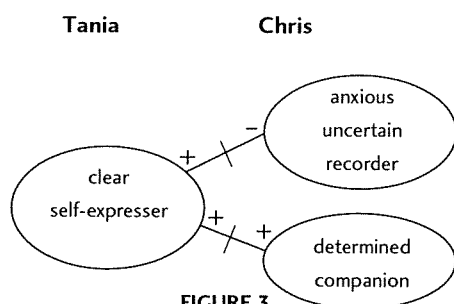 Tania Chris
anxious
uncertain
recorder
+ -
clear
self-expresser
+ +
determined
companion
FIGURE 3